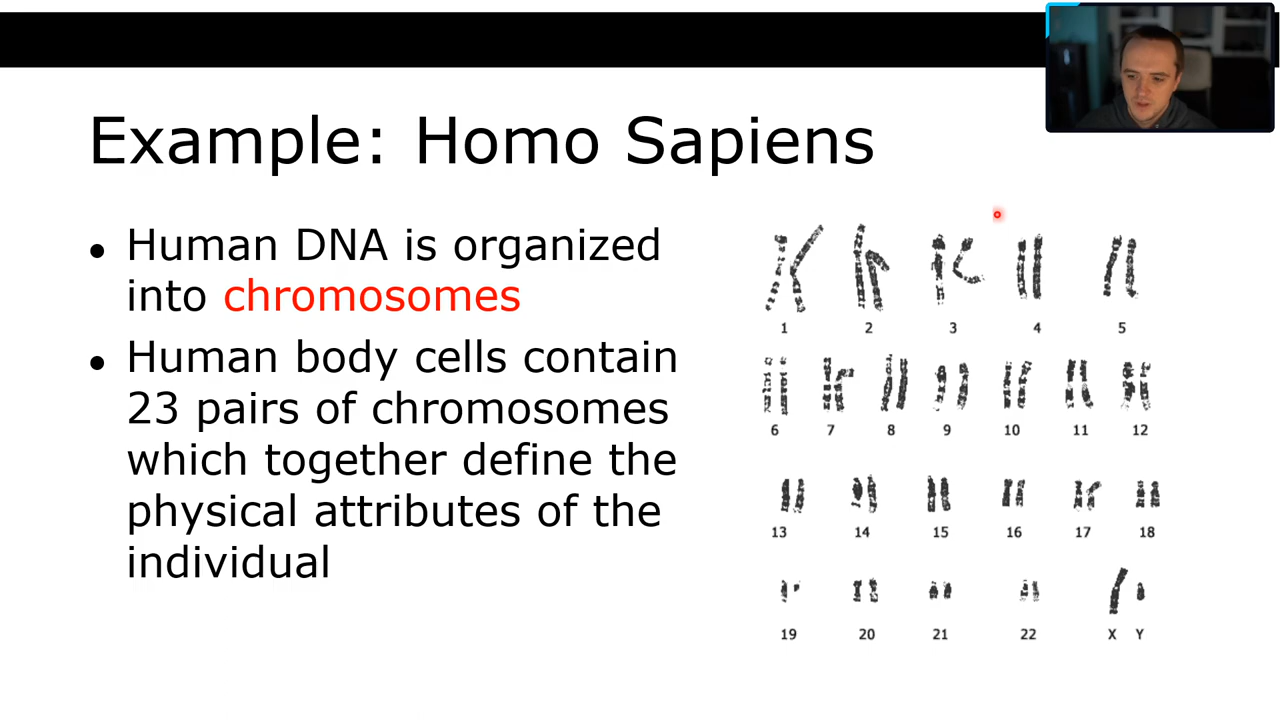 Example: Homo Sapiens
● Human DNA is organized
into chromosomes
● Human body cells contain
23 pairs of chromosomes
which together define the
physical attributes of the
individual
1 2 3 4 5
6 7 8 9 10 11 12
13 14 15 16 17 18
19 20 21 22 X Y